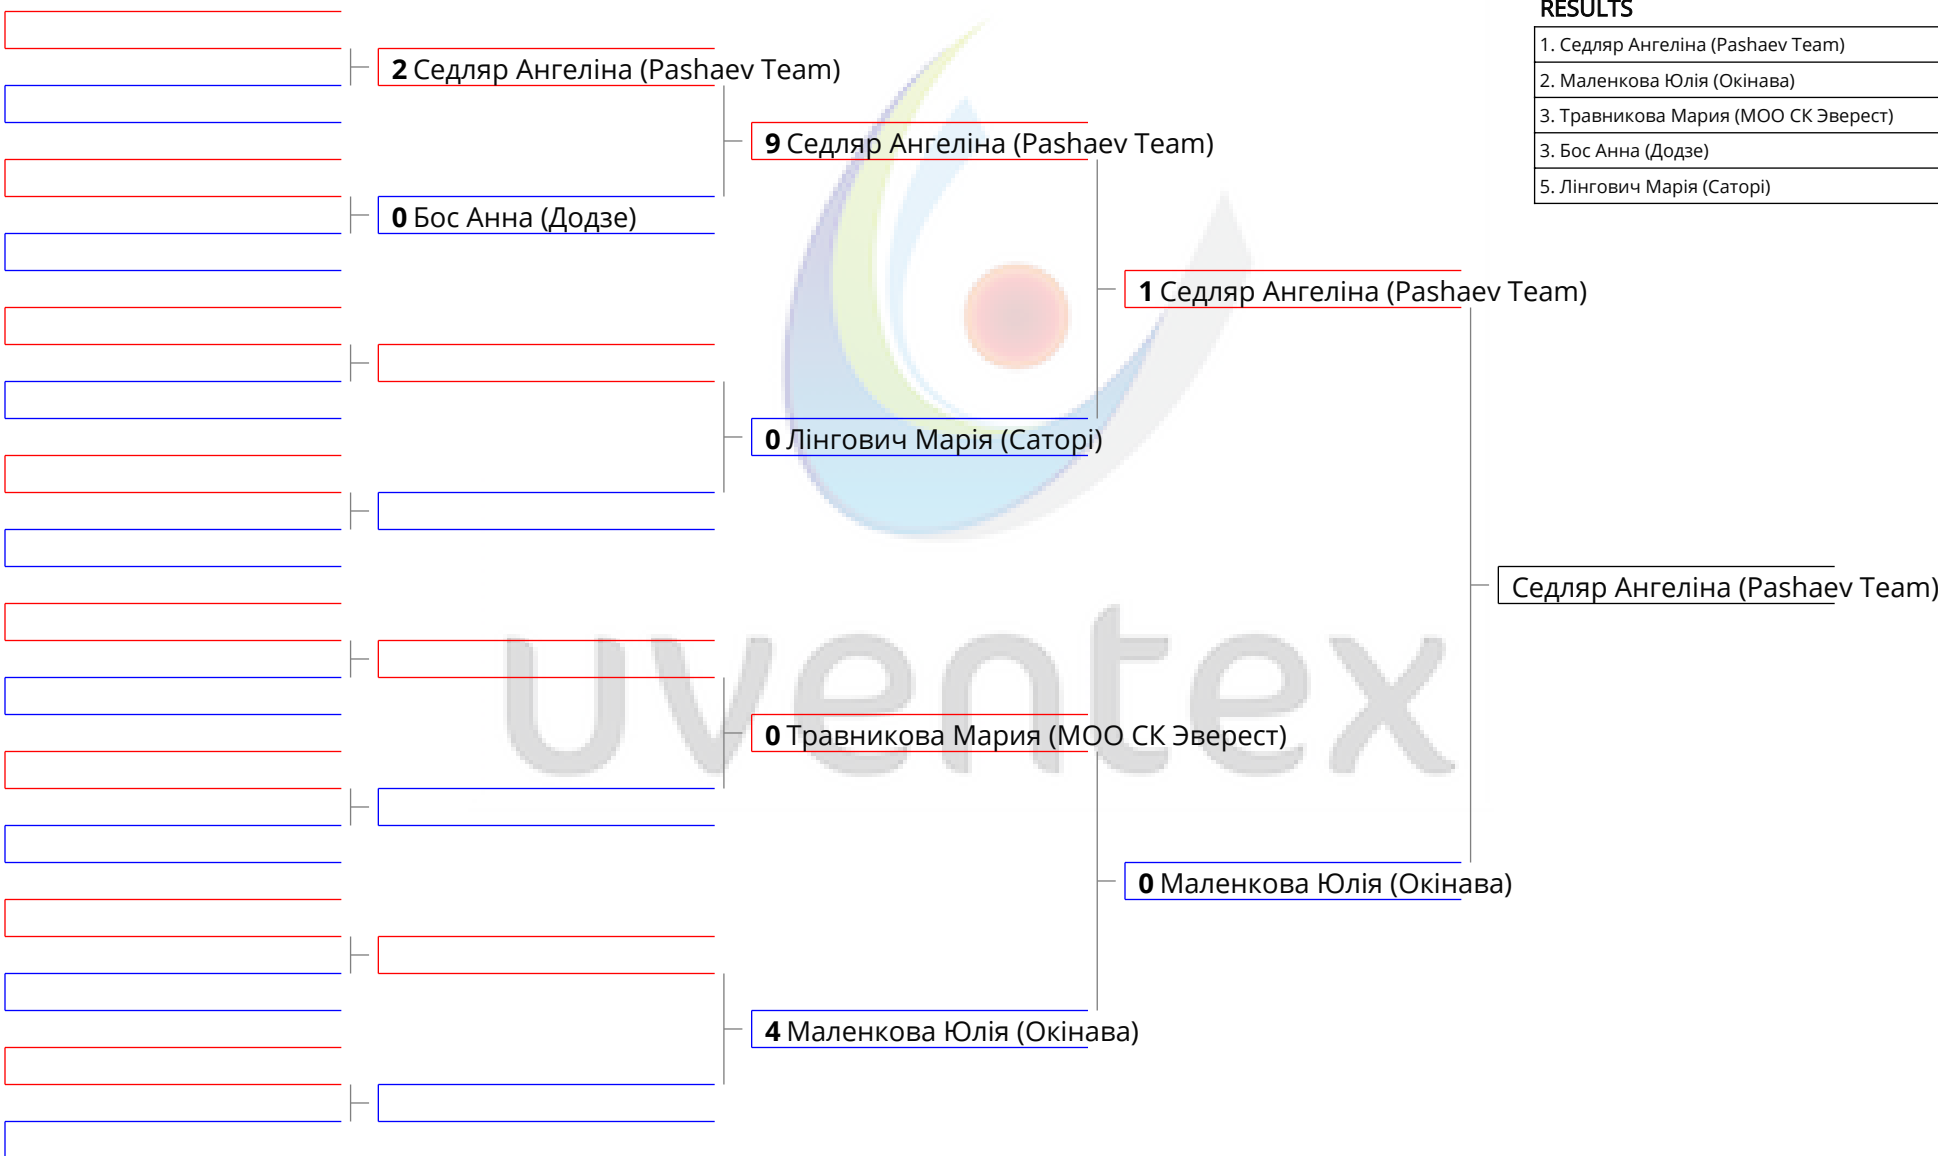 RESULTS
1. Седляр Ангеліна (Pashaev Team)
2. Маленкова Юлія (Окінава)
3. Травникова Мария (МОО СК Эверест)
3. Бос Анна (Додзе)
5. Лінгович Марія (Саторі)
2 Седляр Ангеліна (Pashaev Team)
9 Седляр Ангеліна (Pashaev Team)
0 Бос Анна (Додзе)
1 Седляр Ангеліна (Pashaev Team)
0 Лінгович Марія (Саторі)
Седляр Ангеліна (Pashaev Team)
uventex
0 Травникова Мария (МОО СК Эверест)
0 Маленкова Юлія (Окінава)
4 Маленкова Юлія (Окінава)